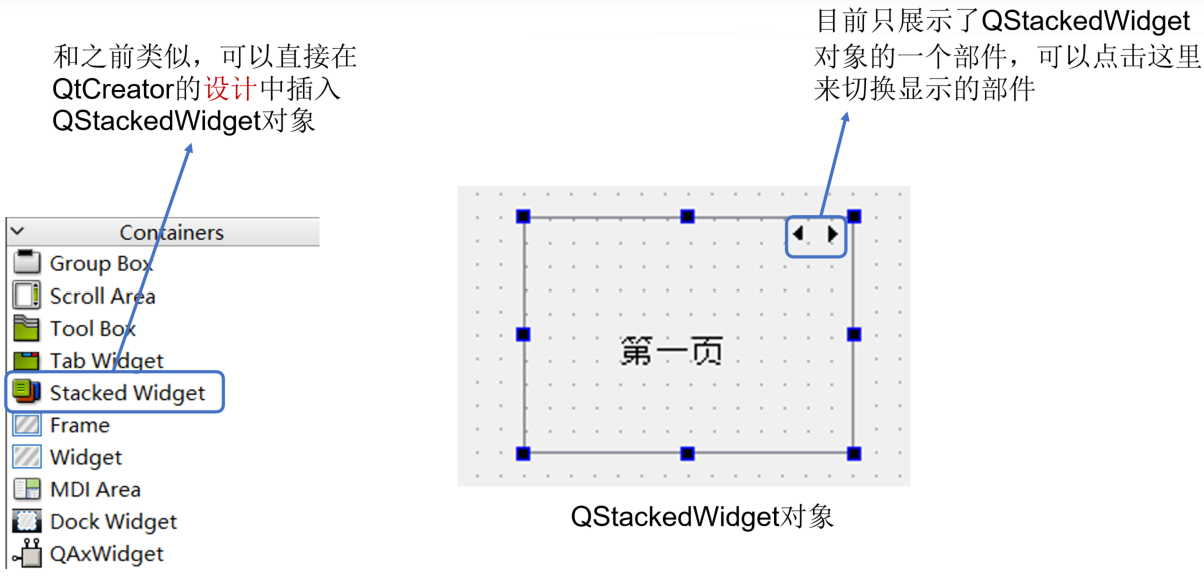 和之前类似，可以直接在
QtCreator的设计中插入
QStackedWidget对象
目前只展示了QStackedWidget
对象的一个部件，可以点击这里
来切换显示的部件
Containers
Group Box
Scroll Area
Tool Box
Tab Widget
Stacked Widget
Frame
Widget
MDI Area
Dock Widget
QAxWidget
第一页
QStackedWidget对象